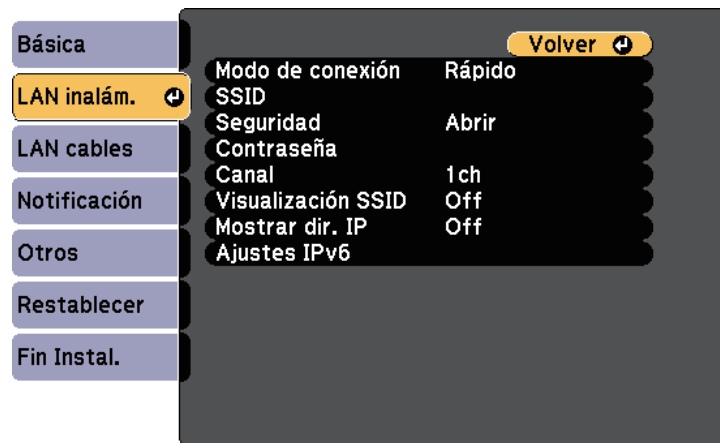 Básica
LAN inalám.
LAN cables
Notificación
Otros
Restablecer
Fin Instal.
Volver
Modo de conexión Rápido
SSID
Seguridad Abrir
Contraseña
Canal 1ch
Visualización SSID Off
Mostrar dir. IP Off
Ajustes IPv6